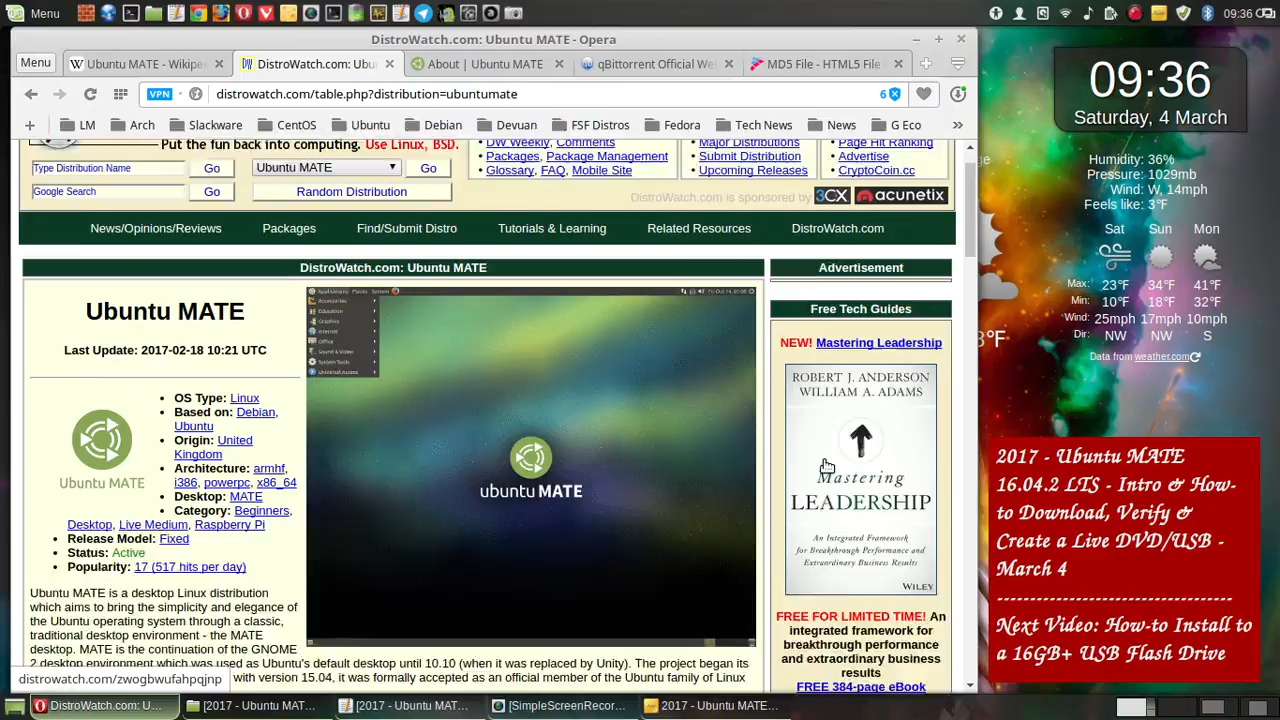 Menu
09:36
DistroWatch.com: Ubuntu MATE - Opera
Menu
Ubuntu MATE - Wikipe
DistroWatch.com: Ubu
About | Ubuntu MATE
qBittorrent Official We
MD5 File - HTML5 File
VPN
distrowatch.com/table.php?distribution=ubuntumate
6
LM
Arch
Slackware
CentOS
Ubuntu
Debian
Devuan
FSF Distros
Fedora
Tech News
News
G Eco
Put the fun back into computing. Use Linux, BSD.
Type Distribution Name
Go
Ubuntu MATE
Go
Google Search
Go
Random Distribution
DW Weekly, Comments
Packages, Package Management
Glossary, FAQ, Mobile Site
• Major Distributions
• Submit Distribution
• Upcoming Releases
• Page Hit Ranking
• Advertise
• CryptoCoin.cc
DistroWatch.com is sponsored by 3CX acunetix
News/Opinions/Reviews
Packages
Find/Submit Distro
Tutorials & Learning
Related Resources
DistroWatch.com
DistroWatch.com: Ubuntu MATE
Ubuntu MATE
Last Update: 2017-02-18 10:21 UTC
ubuntu MATE
• OS Type: Linux
• Based on: Debian,
Ubuntu
• Origin: United
Kingdom
• Architecture: armhf,
i386, powerpc, x86_64
• Desktop: MATE
• Category: Beginners,
Desktop, Live Medium, Raspberry Pi
• Release Model: Fixed
• Status: Active
• Popularity: 17 (517 hits per day)
Ubuntu MATE is a desktop Linux distribution
which aims to bring the simplicity and elegance of
the Ubuntu operating system through a classic,
traditional desktop environment - the MATE
desktop. MATE is the continuation of the GNOME
2 desktop environment which was used as Ubuntu's default desktop until 10.10 (when it was replaced by Unity). The project began its
with version 15.04, it was formally accepted as an official member of the Ubuntu family of Linux
distrowatch.com/zwogbwufahpqjnp
Applications Places System
Accessories
Education
Graphics
Internet
Office
Sound & Video
System Tools
Universal Access
ubuntu MATE
Advertisement
Free Tech Guides
NEW! Mastering Leadership
ROBERT J. ANDERSON
WILLIAM A. ADAMS
Mastering
LEADERSHIP
An Integrated Framework
for Breakthrough Performance and
Extraordinary Business Results
WILEY
FREE FOR LIMITED TIME! An
integrated framework for
breakthrough performance
and extraordinary business
results
FREE 384-page eBook
09:36
Saturday, 4 March
Humidity: 36%
Pressure: 1029mb
Wind: W, 14mph
Feels like: 3°F
Sat Sun Mon
Max: 23°F 34°F 41°F
Min: 10°F 18°F 32°F
Wind: 25mph 17mph 10mph
Dir: NW NW S
Data from weather.com
2017 - Ubuntu MATE
16.04.2 LTS - Intro & How-
to Download, Verify &
Create a Live DVD/USB -
March 4
----------------------------------
Next Video: How-to Install to
a 16GB+ USB Flash Drive
DistroWatch.com: U...
[2017 - Ubuntu MAT...
[2017 - Ubuntu MAT...
[SimpleScreenRecor...
2017 - Ubuntu MATE...